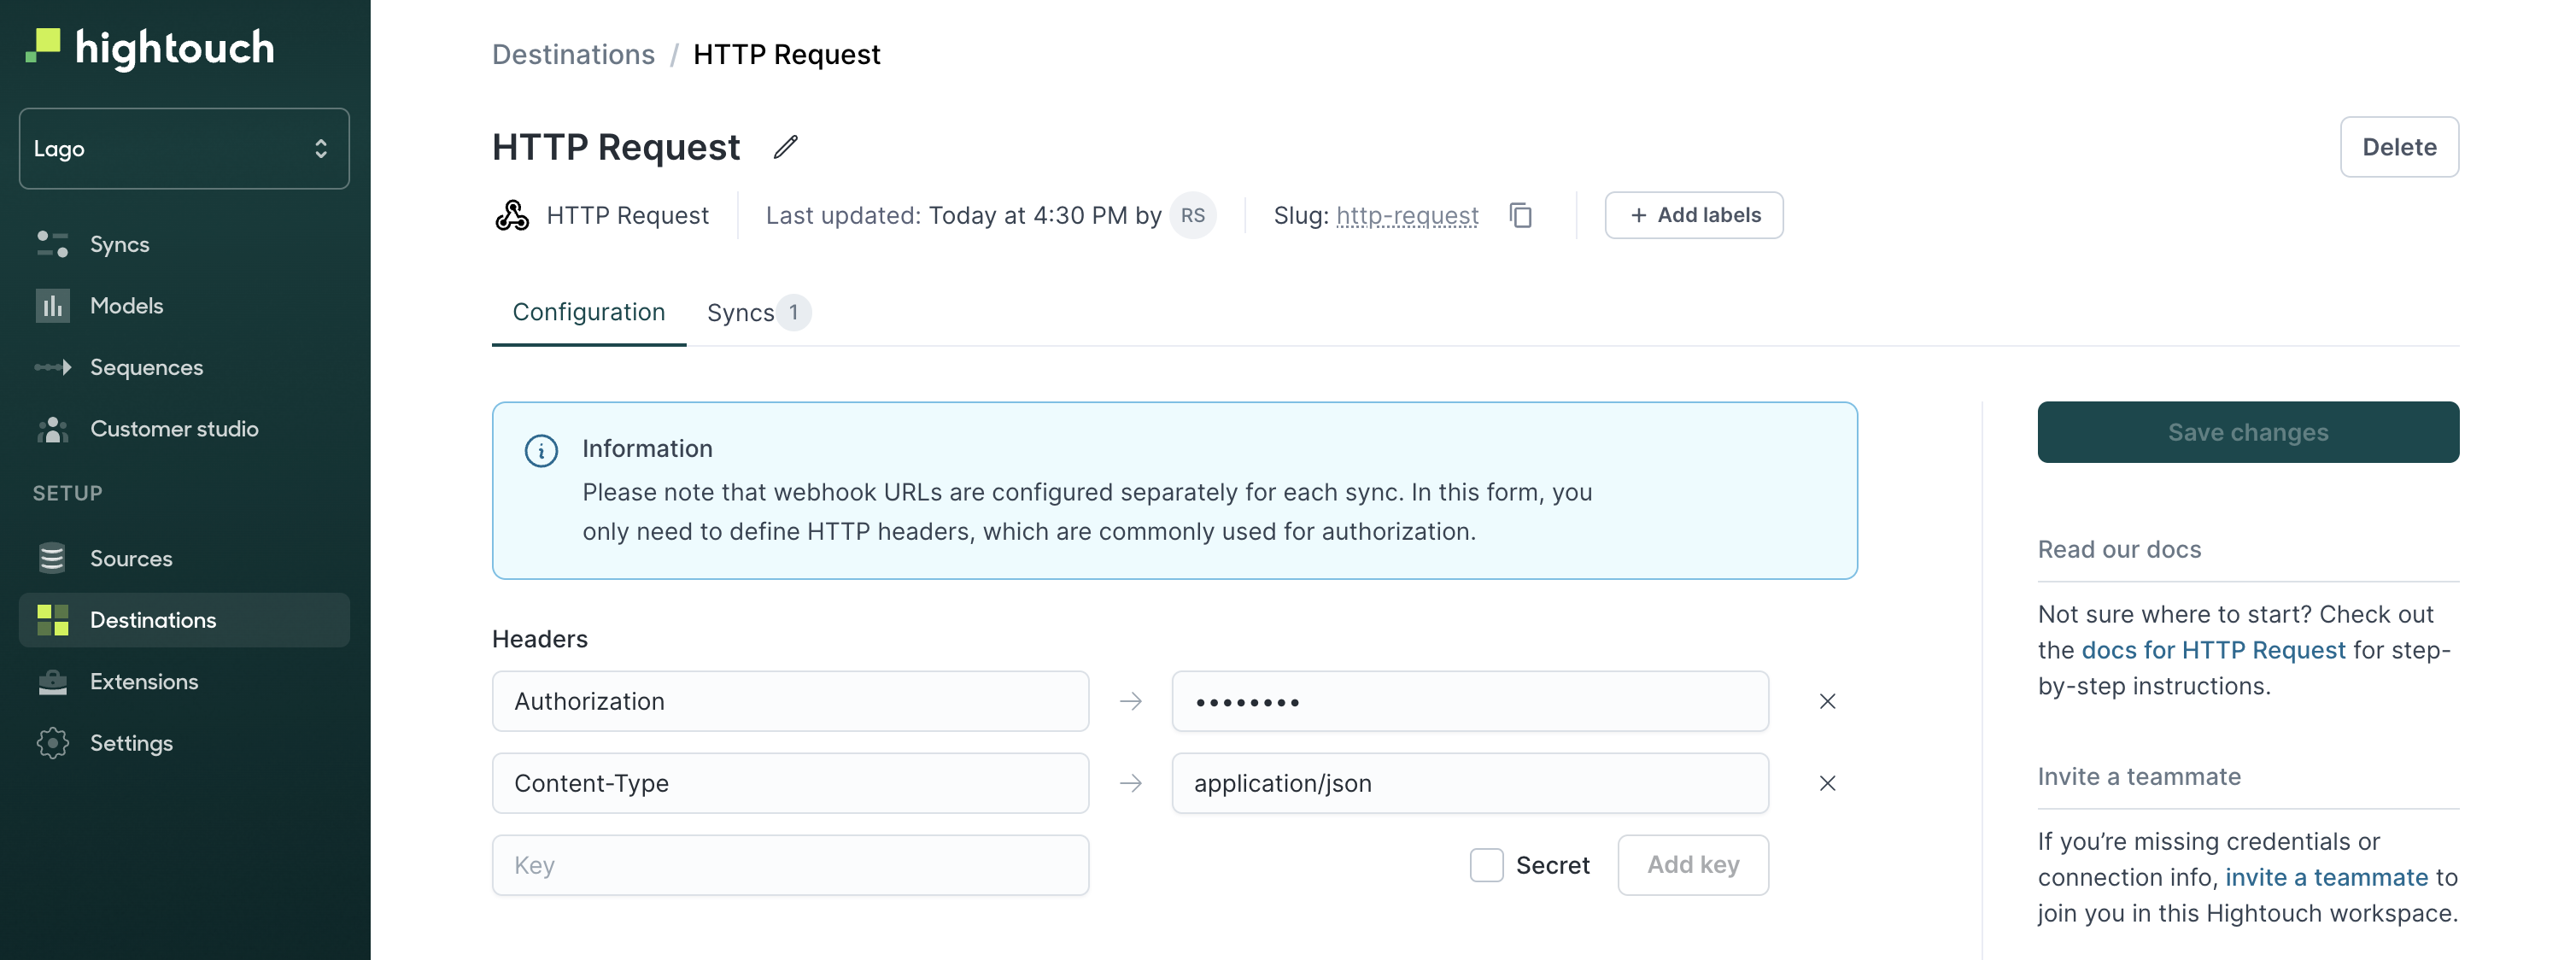 hightouch
Lago
Syncs
Models
Sequences
Customer studio
SETUP
Sources
Destinations
Extensions
Settings
Destinations / HTTP Request
HTTP Request
Delete
HTTP Request
Last updated: Today at 4:30 PM by RS
Slug: http-request
+ Add labels
Configuration
Syncs 1
Information
Please note that webhook URLs are configured separately for each sync. In this form, you
only need to define HTTP headers, which are commonly used for authorization.
Headers
Authorization → ••••••••
Content-Type → application/json
Key
Secret
Add key
Save changes
Read our docs
Not sure where to start? Check out
the docs for HTTP Request for step-
by-step instructions.
Invite a teammate
If you’re missing credentials or
connection info, invite a teammate to
join you in this Hightouch workspace.